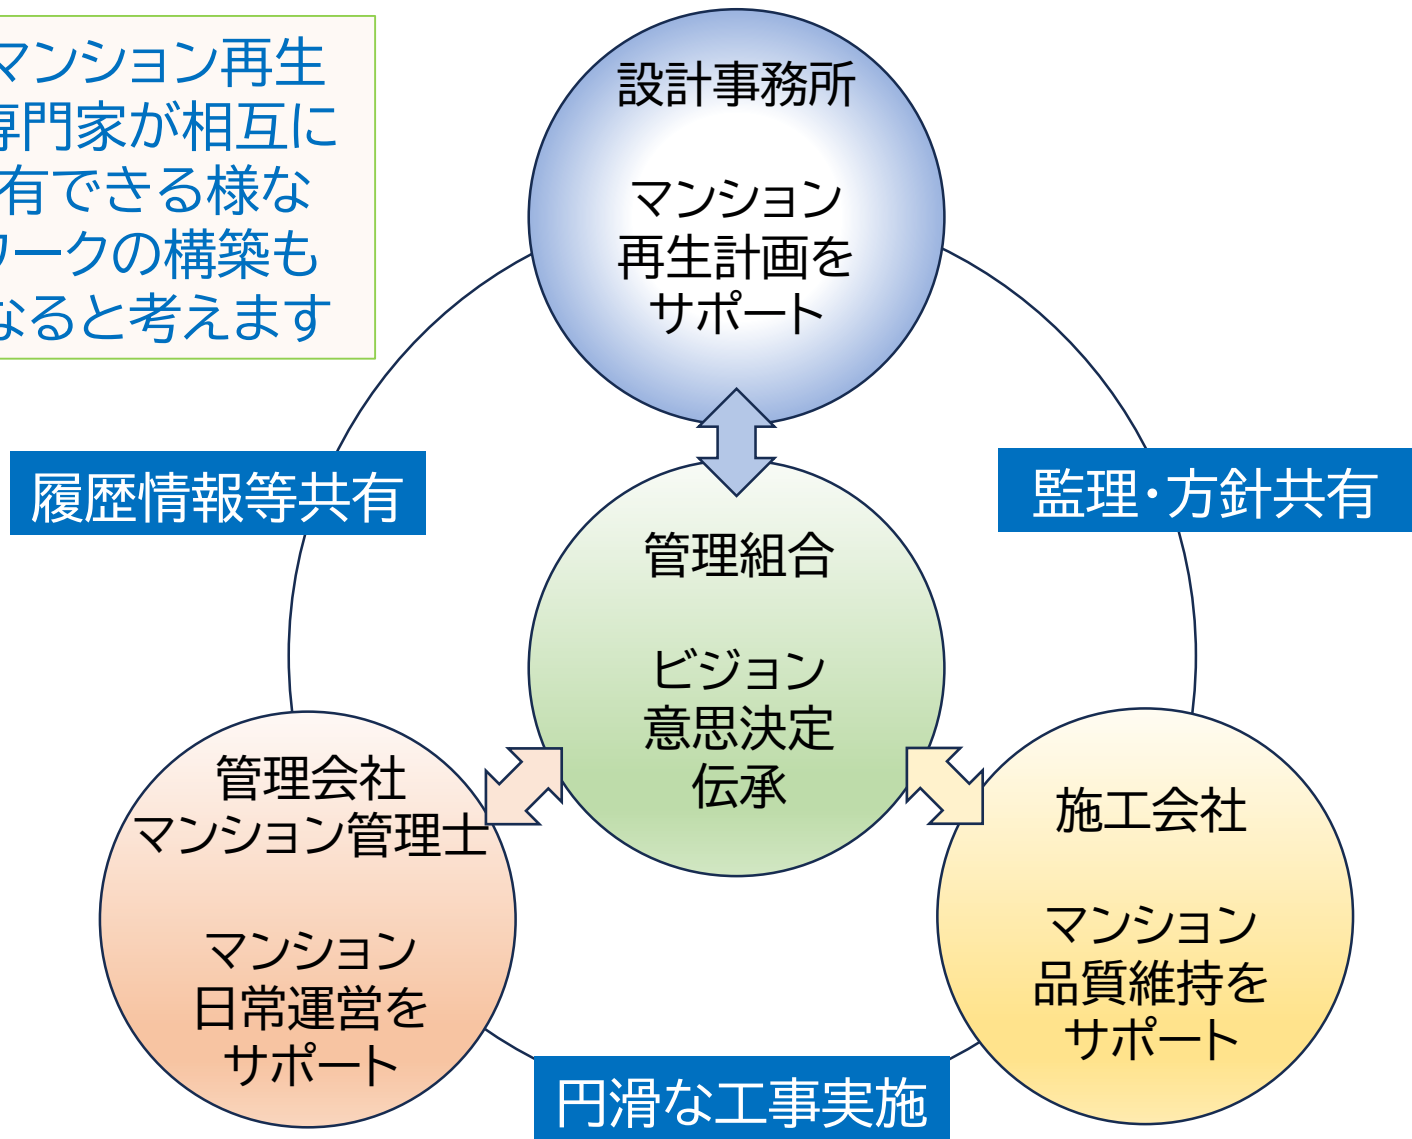 マンション再生
専門家が相互に
有できる様な
ワークの構築も
なると考えます
設計事務所
マンション
再生計画を
サポート
履歴情報等共有
監理・方針共有
管理組合
ビジョン
意思決定
伝承
管理会社
マンション管理士
マンション
日常運営を
サポート
施工会社
マンション
品質維持を
サポート
円滑な工事実施